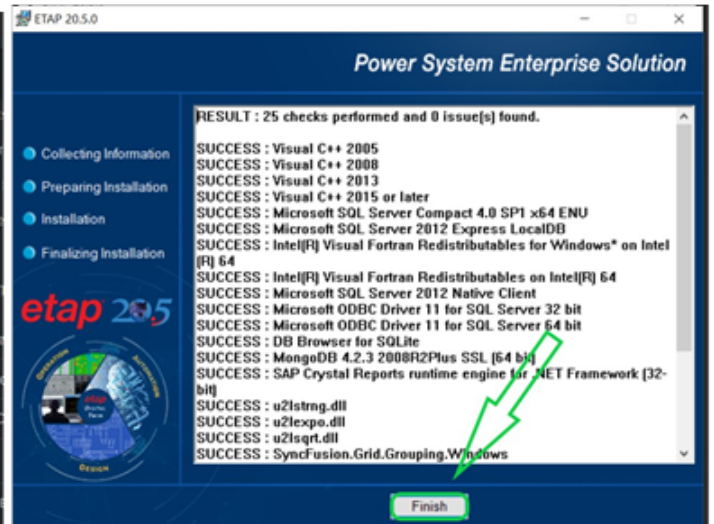 ETAP 20.5.0
Power System Enterprise Solution
Collecting Information
Preparing Installation
Installation
Finalizing Installation
etap 20.5
OPERATION
AUTOMATION
DESIGN
etap
RESULT : 25 checks performed and 0 issue(s) found.
SUCCESS : Visual C++ 2005
SUCCESS : Visual C++ 2008
SUCCESS : Visual C++ 2013
SUCCESS : Visual C++ 2015 or later
SUCCESS : Microsoft SQL Server Compact 4.0 SP1 x64 ENU
SUCCESS : Microsoft SQL Server 2012 Express LocalDB
SUCCESS : Intel(R) Visual Fortran Redistributables for Windows* on Intel
(R) 64
SUCCESS : Intel(R) Visual Fortran Redistributables on Intel(R) 64
SUCCESS : Microsoft SQL Server 2012 Native Client
SUCCESS : Microsoft ODBC Driver 11 for SQL Server 32 bit
SUCCESS : Microsoft ODBC Driver 11 for SQL Server 64 bit
SUCCESS : DB Browser for SQLite
SUCCESS : MongoDB 4.2.3 2008R2Plus SSL (64 bit)
SUCCESS : SAP Crystal Reports runtime engine for .NET Framework (32-
bit)
SUCCESS : u2lstrng.dll
SUCCESS : u2lexpo.dll
SUCCESS : u2lsqrt.dll
SUCCESS : SyncFusion.Grid.Grouping.Windows
Finish